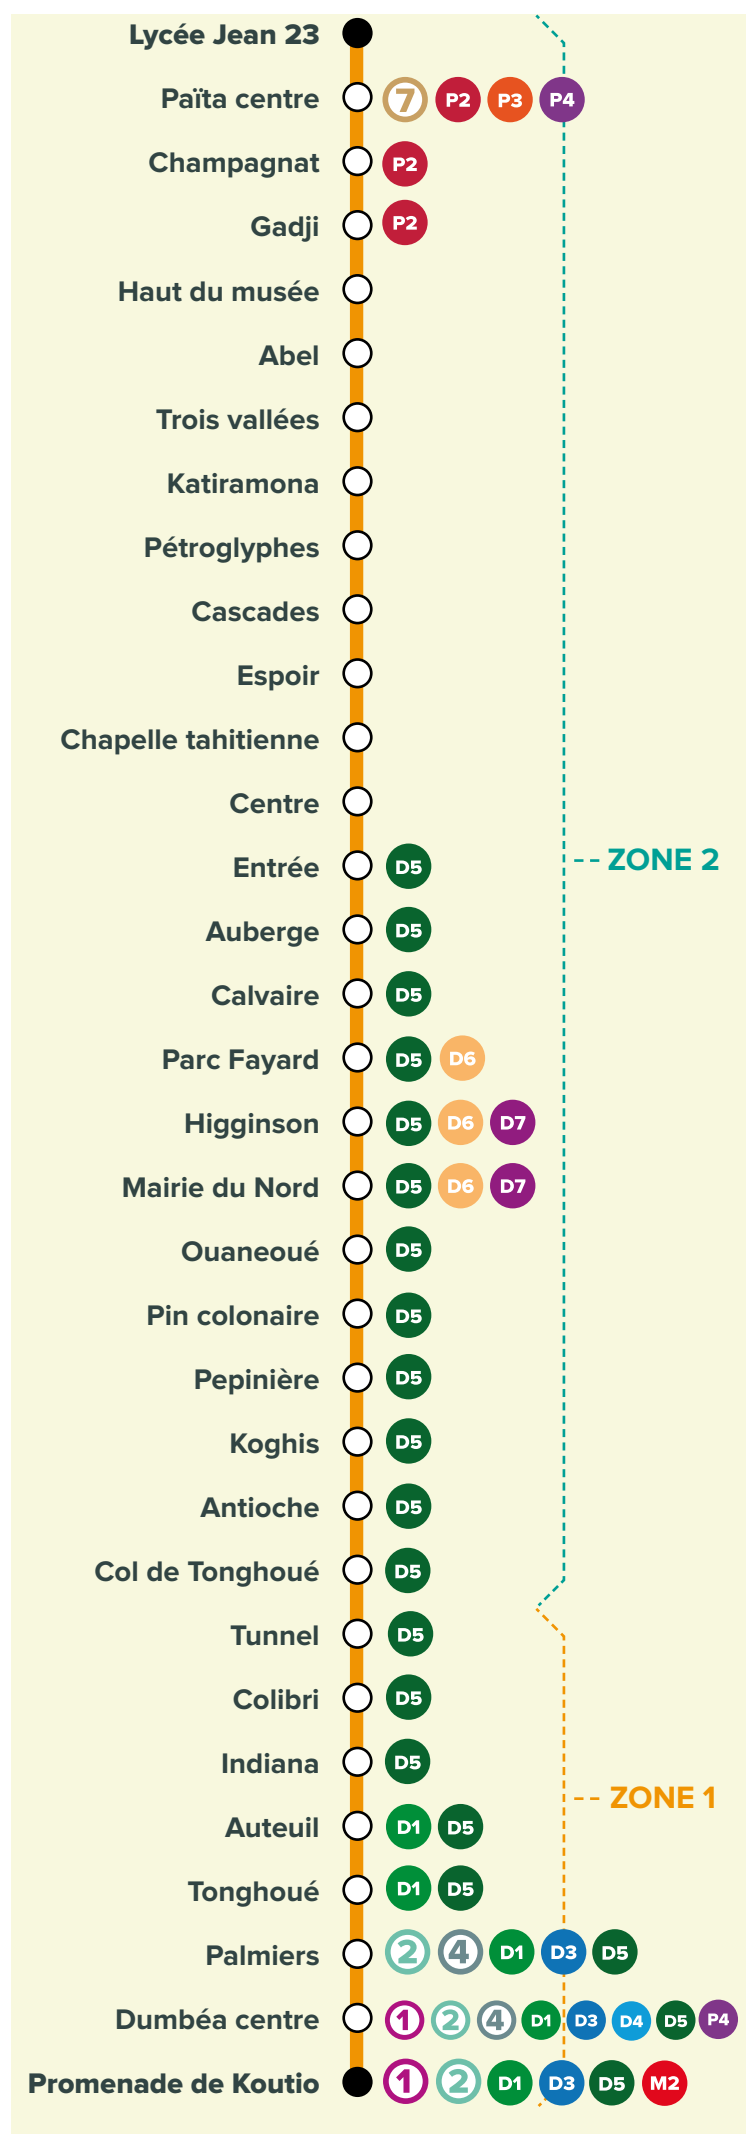 Lycée Jean 23
Païta centre 7 P2 P3 P4
Champagnat P2
Gadji P2
Haut du musée
Abel
Trois vallées
Katiramona
Pétroglyphes
Cascades
Espoir
Chapelle tahitienne
Centre
ZONE 2
Entrée D5
Auberge D5
Calvaire D5
Parc Fayard D5 D6
Higginson D5 D6 D7
Mairie du Nord D5 D6 D7
Ouaneoué D5
Pin colonaire D5
Pepinière D5
Koghis D5
Antioche D5
Col de Tonghoué D5
Tunnel D5
Colibri D5
Indiana D5
ZONE 1
Auteuil D1 D5
Tonghoué D1 D5
Palmiers 2 4 D1 D3 D5
Dumbéa centre 1 2 4 D1 D3 D4 D5 P4
Promenade de Koutio 1 2 D1 D3 D5 M2